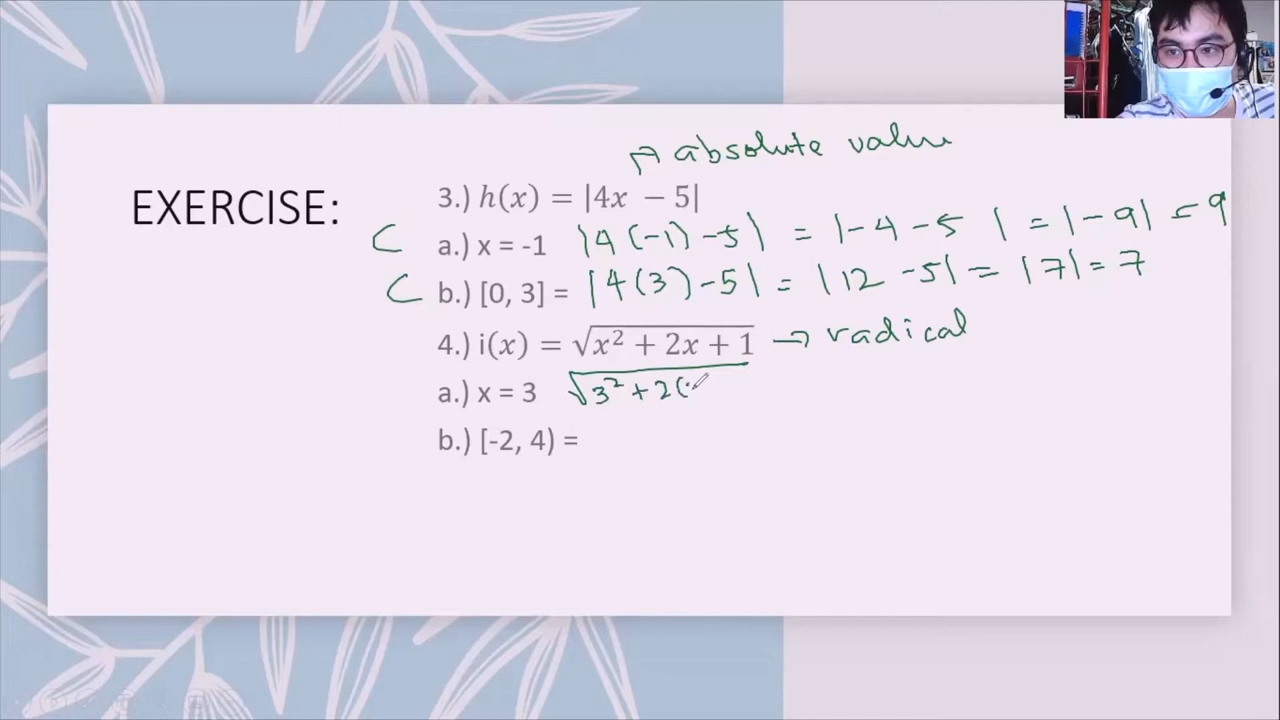 ↱ absolute value
EXERCISE:
3.) h(x) = |4x − 5|
C a.) x = -1 |4(-1)-5| = |-4-5| = |-9| = 9
C b.) [0, 3] = |4(3)-5| = |12-5| = |7| = 7
4.) i(x) = √x² + 2x + 1 → radical
a.) x = 3 √3² + 2(
b.) [-2, 4) =